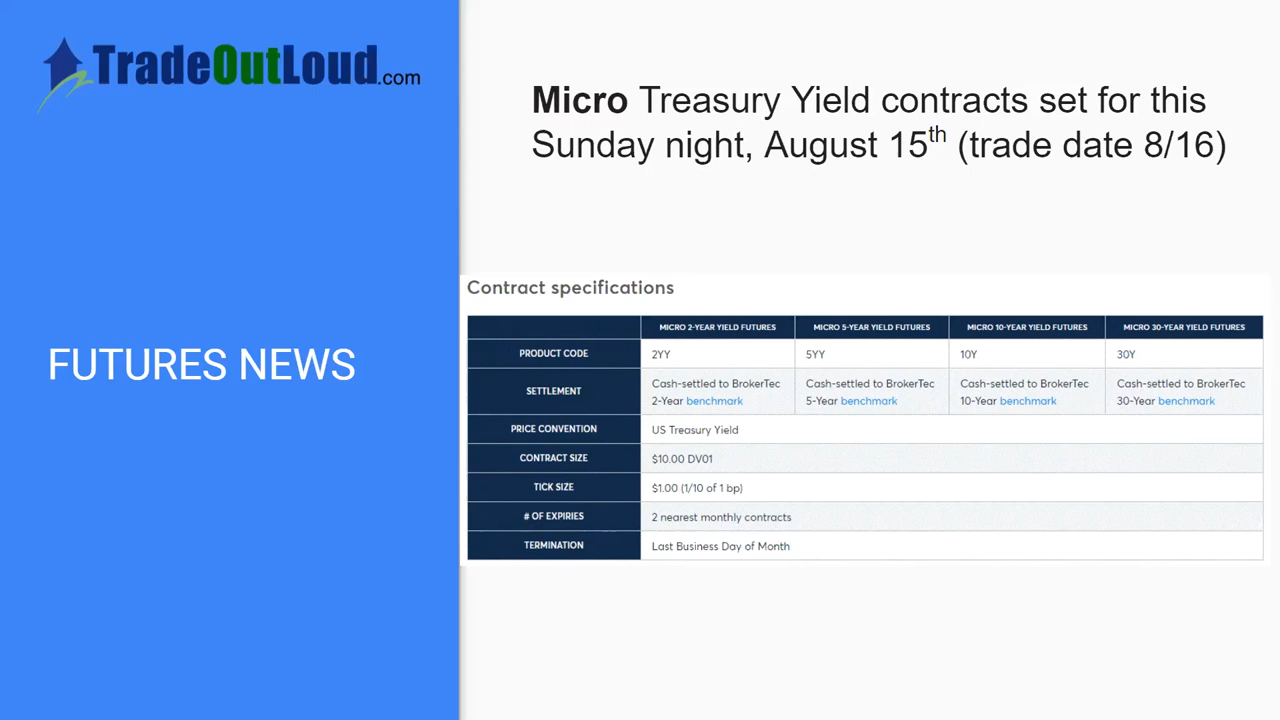 TradeOutLoud.com
Micro Treasury Yield contracts set for this
Sunday night, August 15th (trade date 8/16)
FUTURES NEWS
Contract specifications
MICRO 2-YEAR YIELD FUTURES MICRO 5-YEAR YIELD FUTURES MICRO 10-YEAR YIELD FUTURES MICRO 30-YEAR YIELD FUTURES
PRODUCT CODE 2YY 5YY 10Y 30Y
SETTLEMENT Cash-settled to BrokerTec 2-Year benchmark Cash-settled to BrokerTec 5-Year benchmark Cash-settled to BrokerTec 10-Year benchmark Cash-settled to BrokerTec 30-Year benchmark
PRICE CONVENTION US Treasury Yield
CONTRACT SIZE $10.00 DV01
TICK SIZE $1.00 (1/10 of 1 bp)
# OF EXPIRIES 2 nearest monthly contracts
TERMINATION Last Business Day of Month